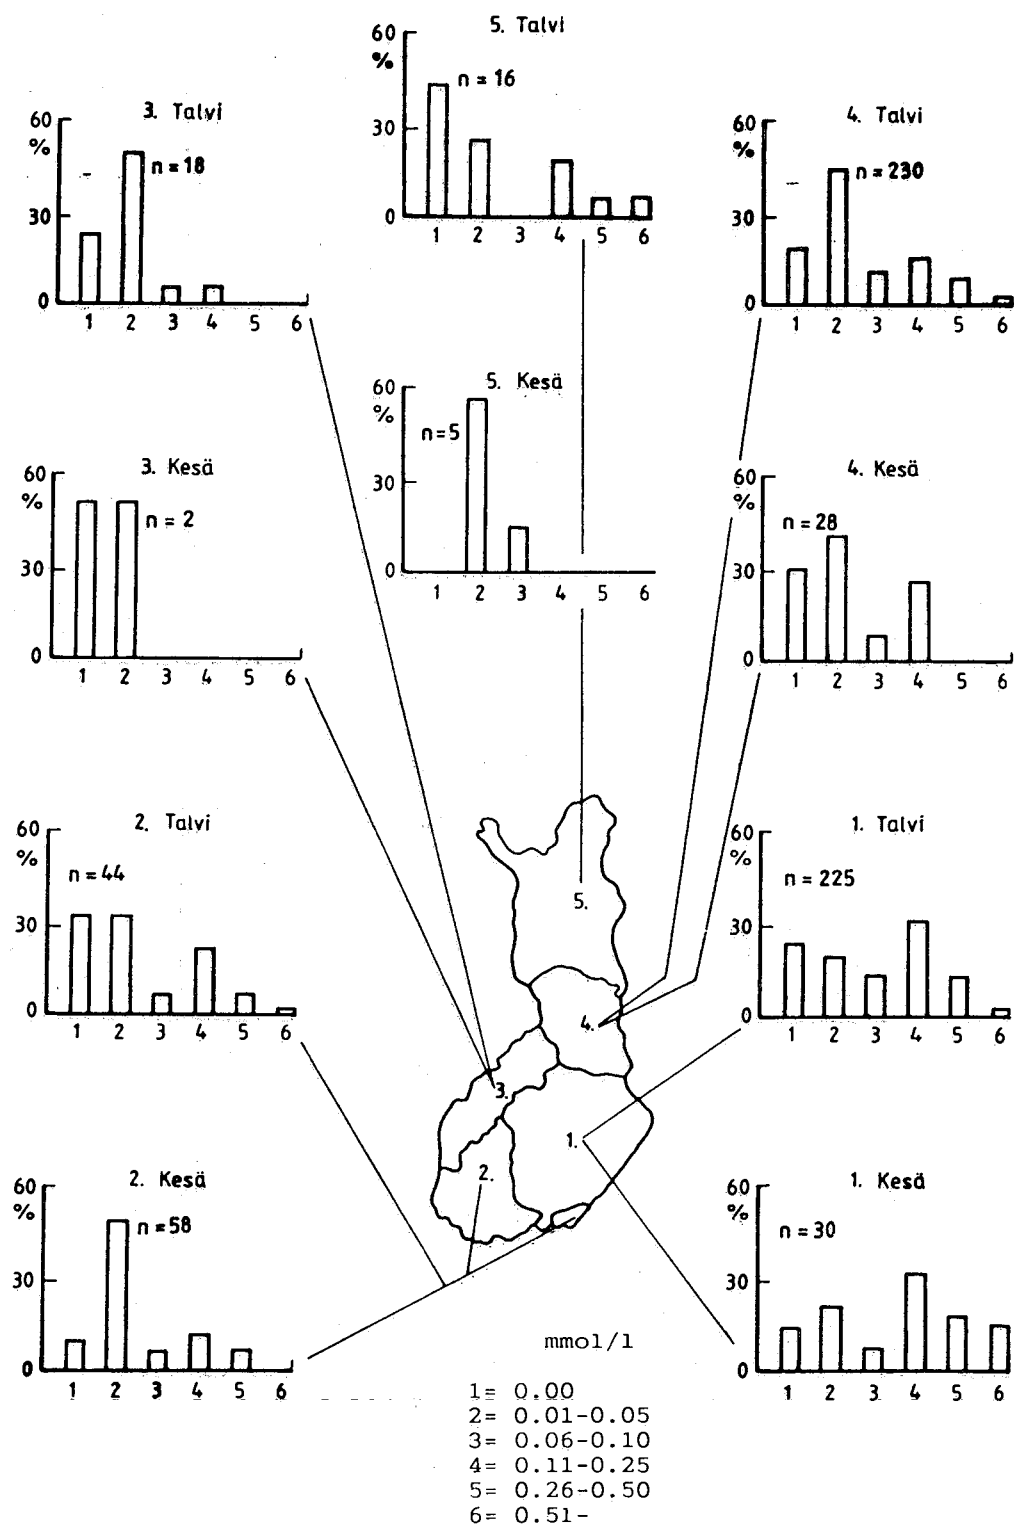 5. Talvi
60
%
n = 16
30
0
1 2 3 4 5 6
3. Talvi
60
%
n = 18
30
0
1 2 3 4 5 6
4. Talvi
60
%
n = 230
30
0
1 2 3 4 5 6
5. Kesä
60
%
n = 5
30
0
1 2 3 4 5 6
3. Kesä
60
%
n = 2
30
0
1 2 3 4 5 6
4. Kesä
60
%
n = 28
30
0
1 2 3 4 5 6
2. Talvi
60
%
n = 44
30
0
1 2 3 4 5 6
1. Talvi
60
%
n = 225
30
0
1 2 3 4 5 6
5.
4.
3.
1.
2.
2. Kesä
60
%
n = 58
30
0
1 2 3 4 5 6
1. Kesä
60
%
n = 30
30
0
1 2 3 4 5 6
mmol/l
1= 0.00
2= 0.01-0.05
3= 0.06-0.10
4= 0.11-0.25
5= 0.26-0.50
6= 0.51-